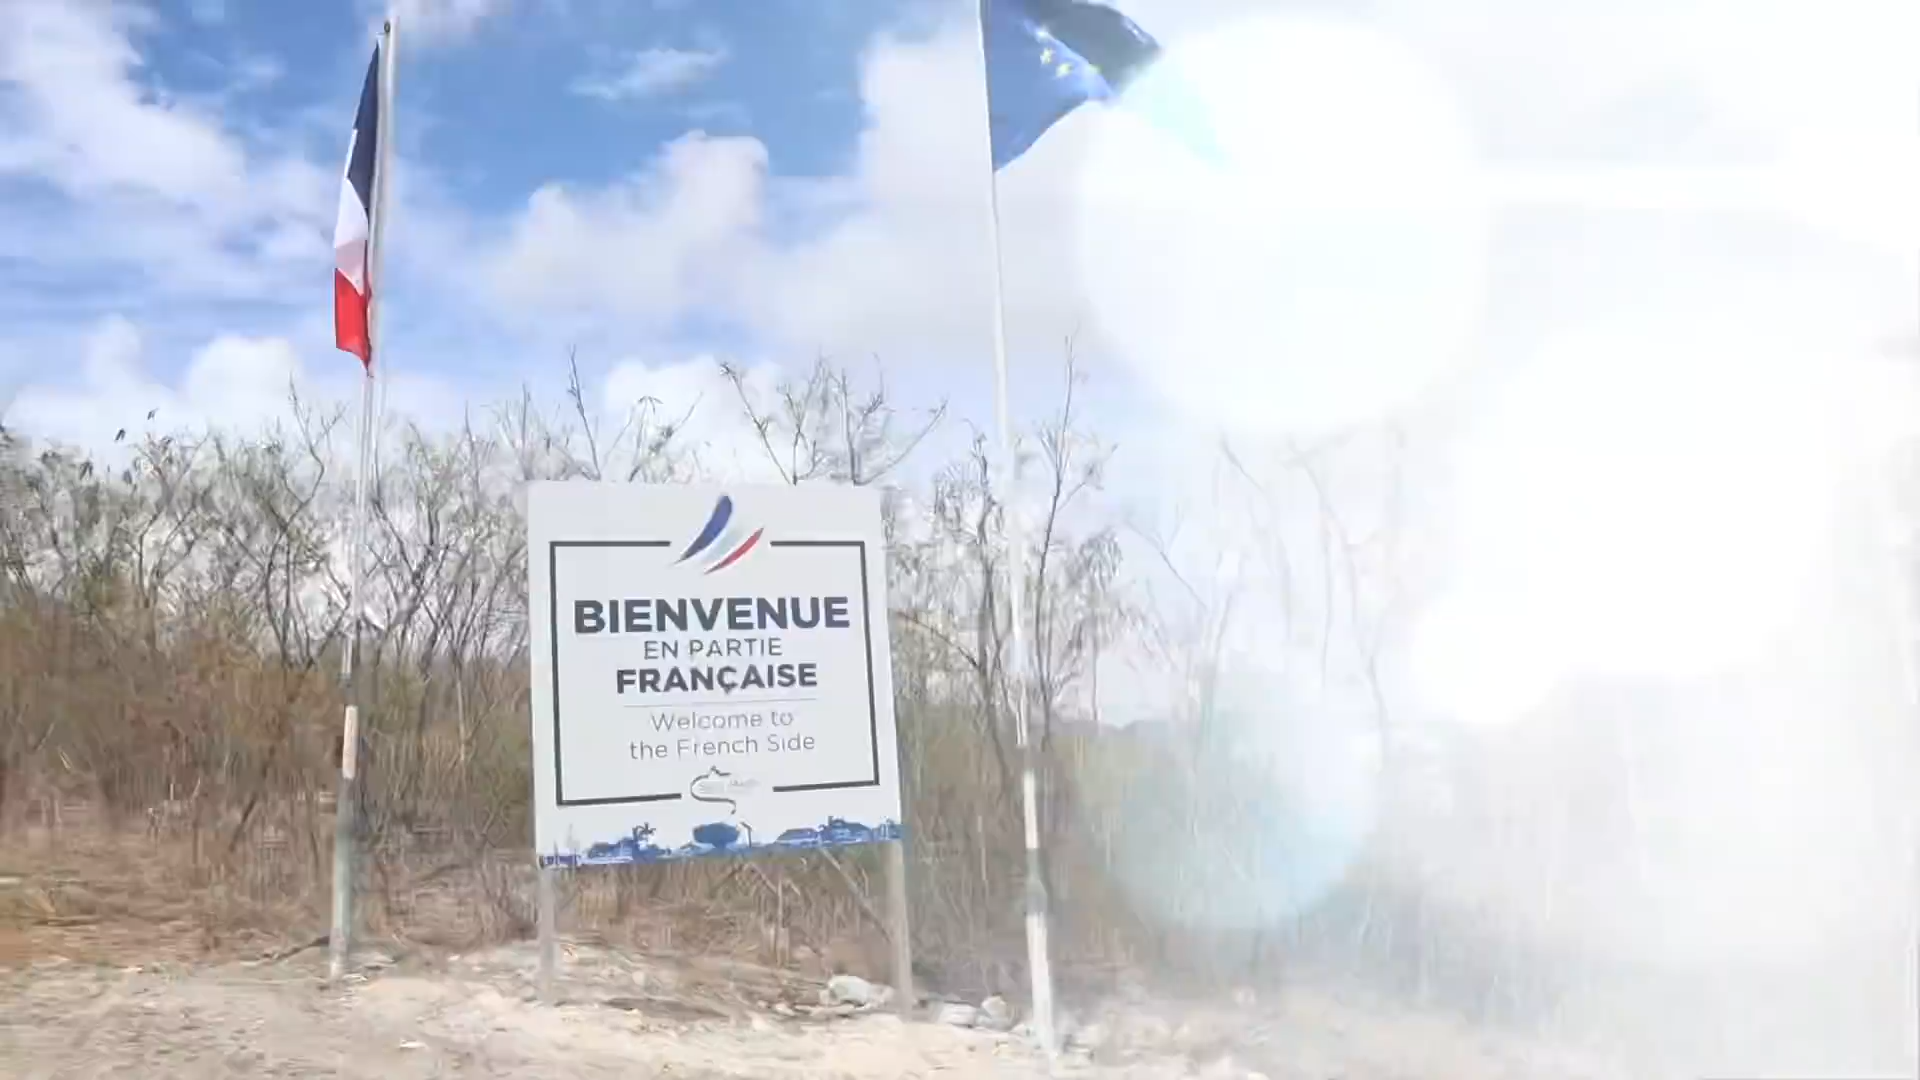 BIENVENUE
EN PARTIE
FRANÇAISE
Welcome to
the French Side